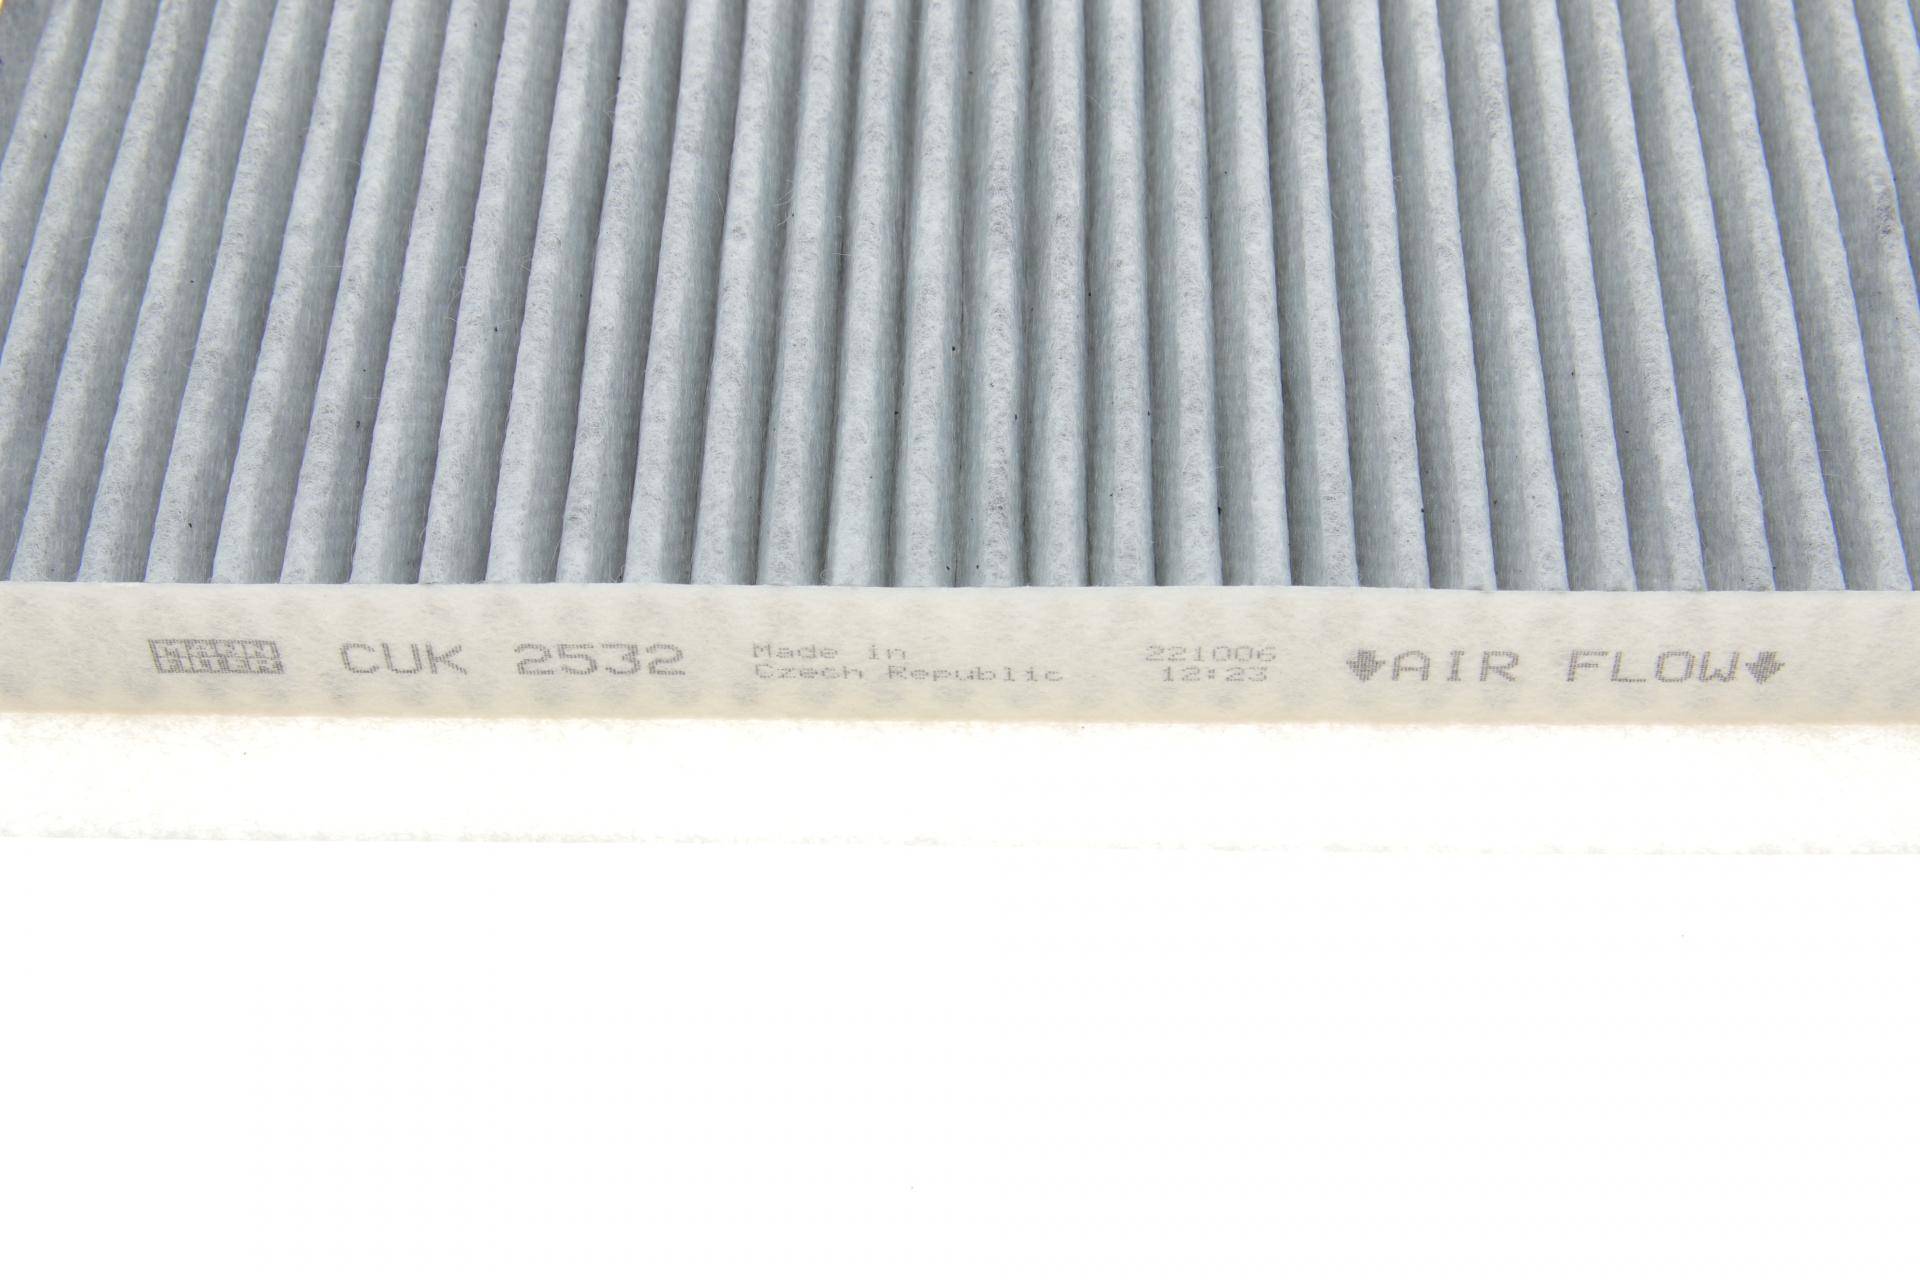 MANN FILTER
CUK 2532
Made in
Czech Republic
221006
12:23
AIR FLOW